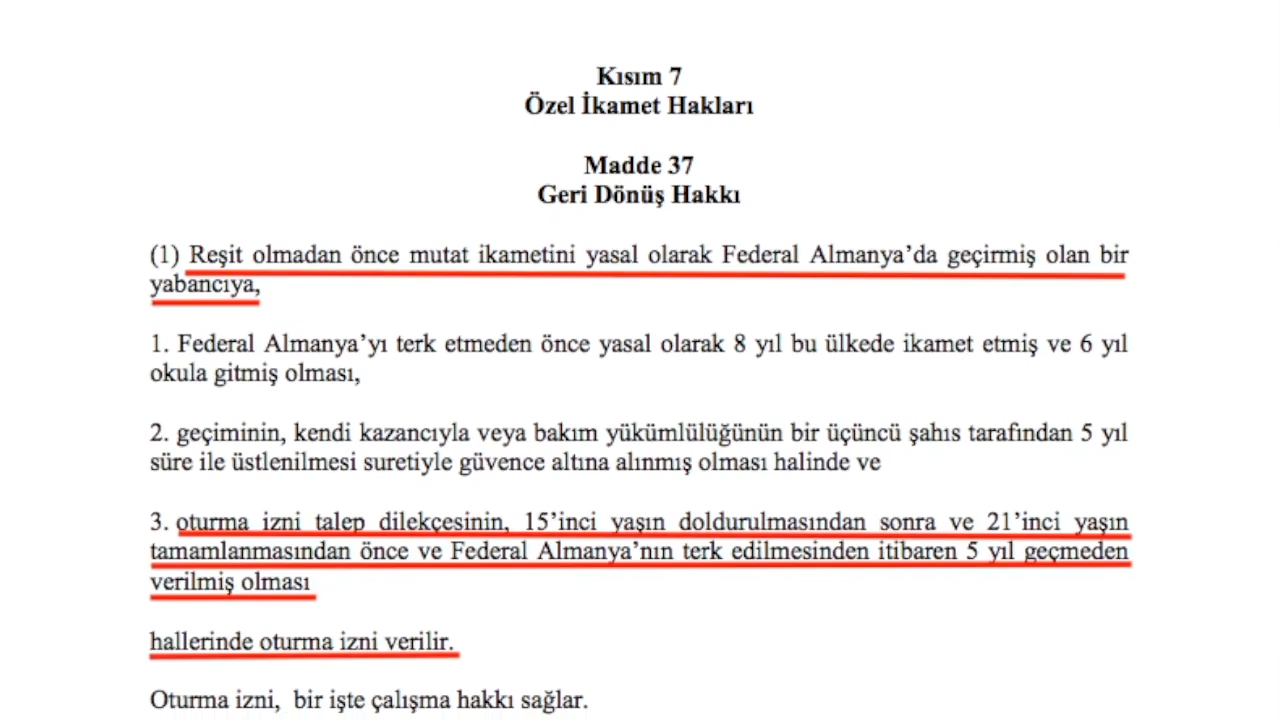 Kısım 7
Özel İkamet Hakları
Madde 37
Geri Dönüş Hakkı
(1) Reşit olmadan önce mutat ikametini yasal olarak Federal Almanya’da geçirmiş olan bir
yabancıya,
1. Federal Almanya’yı terk etmeden önce yasal olarak 8 yıl bu ülkede ikamet etmiş ve 6 yıl
okula gitmiş olması,
2. geçiminin, kendi kazancıyla veya bakım yükümlülüğünün bir üçüncü şahıs tarafından 5 yıl
süre ile üstlenilmesi suretiyle güvence altına alınmış olması halinde ve
3. oturma izni talep dilekçesinin, 15’inci yaşın doldurulmasından sonra ve 21’inci yaşın
tamamlanmasından önce ve Federal Almanya’nın terk edilmesinden itibaren 5 yıl geçmeden
verilmiş olması
hallerinde oturma izni verilir.
Oturma izni, bir işte çalışma hakkı sağlar.